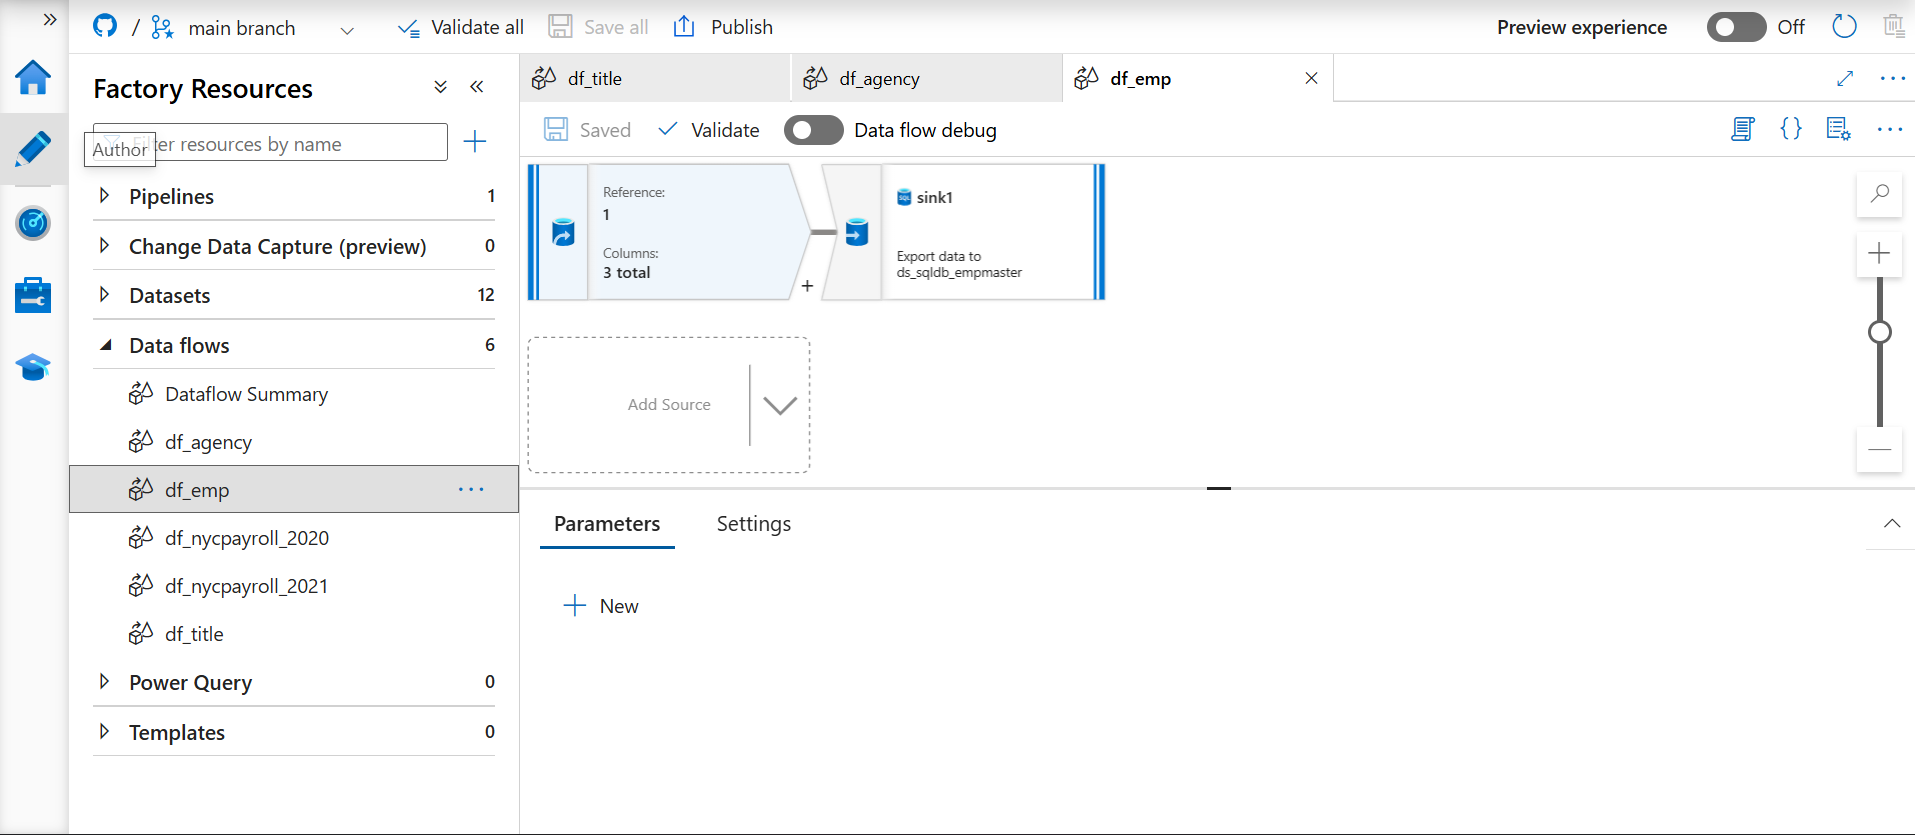 / main branch Validate all Save all Publish Preview experience Off
Factory Resources
Filter resources by name
Author
Pipelines 1
Change Data Capture (preview) 0
Datasets 12
Data flows 6
Dataflow Summary
df_agency
df_emp
df_nycpayroll_2020
df_nycpayroll_2021
df_title
Power Query 0
Templates 0
df_title df_agency df_emp
Saved Validate Data flow debug
Reference:
1
Columns:
3 total
+
SQL sink1
Export data to
ds_sqldb_empmaster
Add Source
Parameters Settings
New